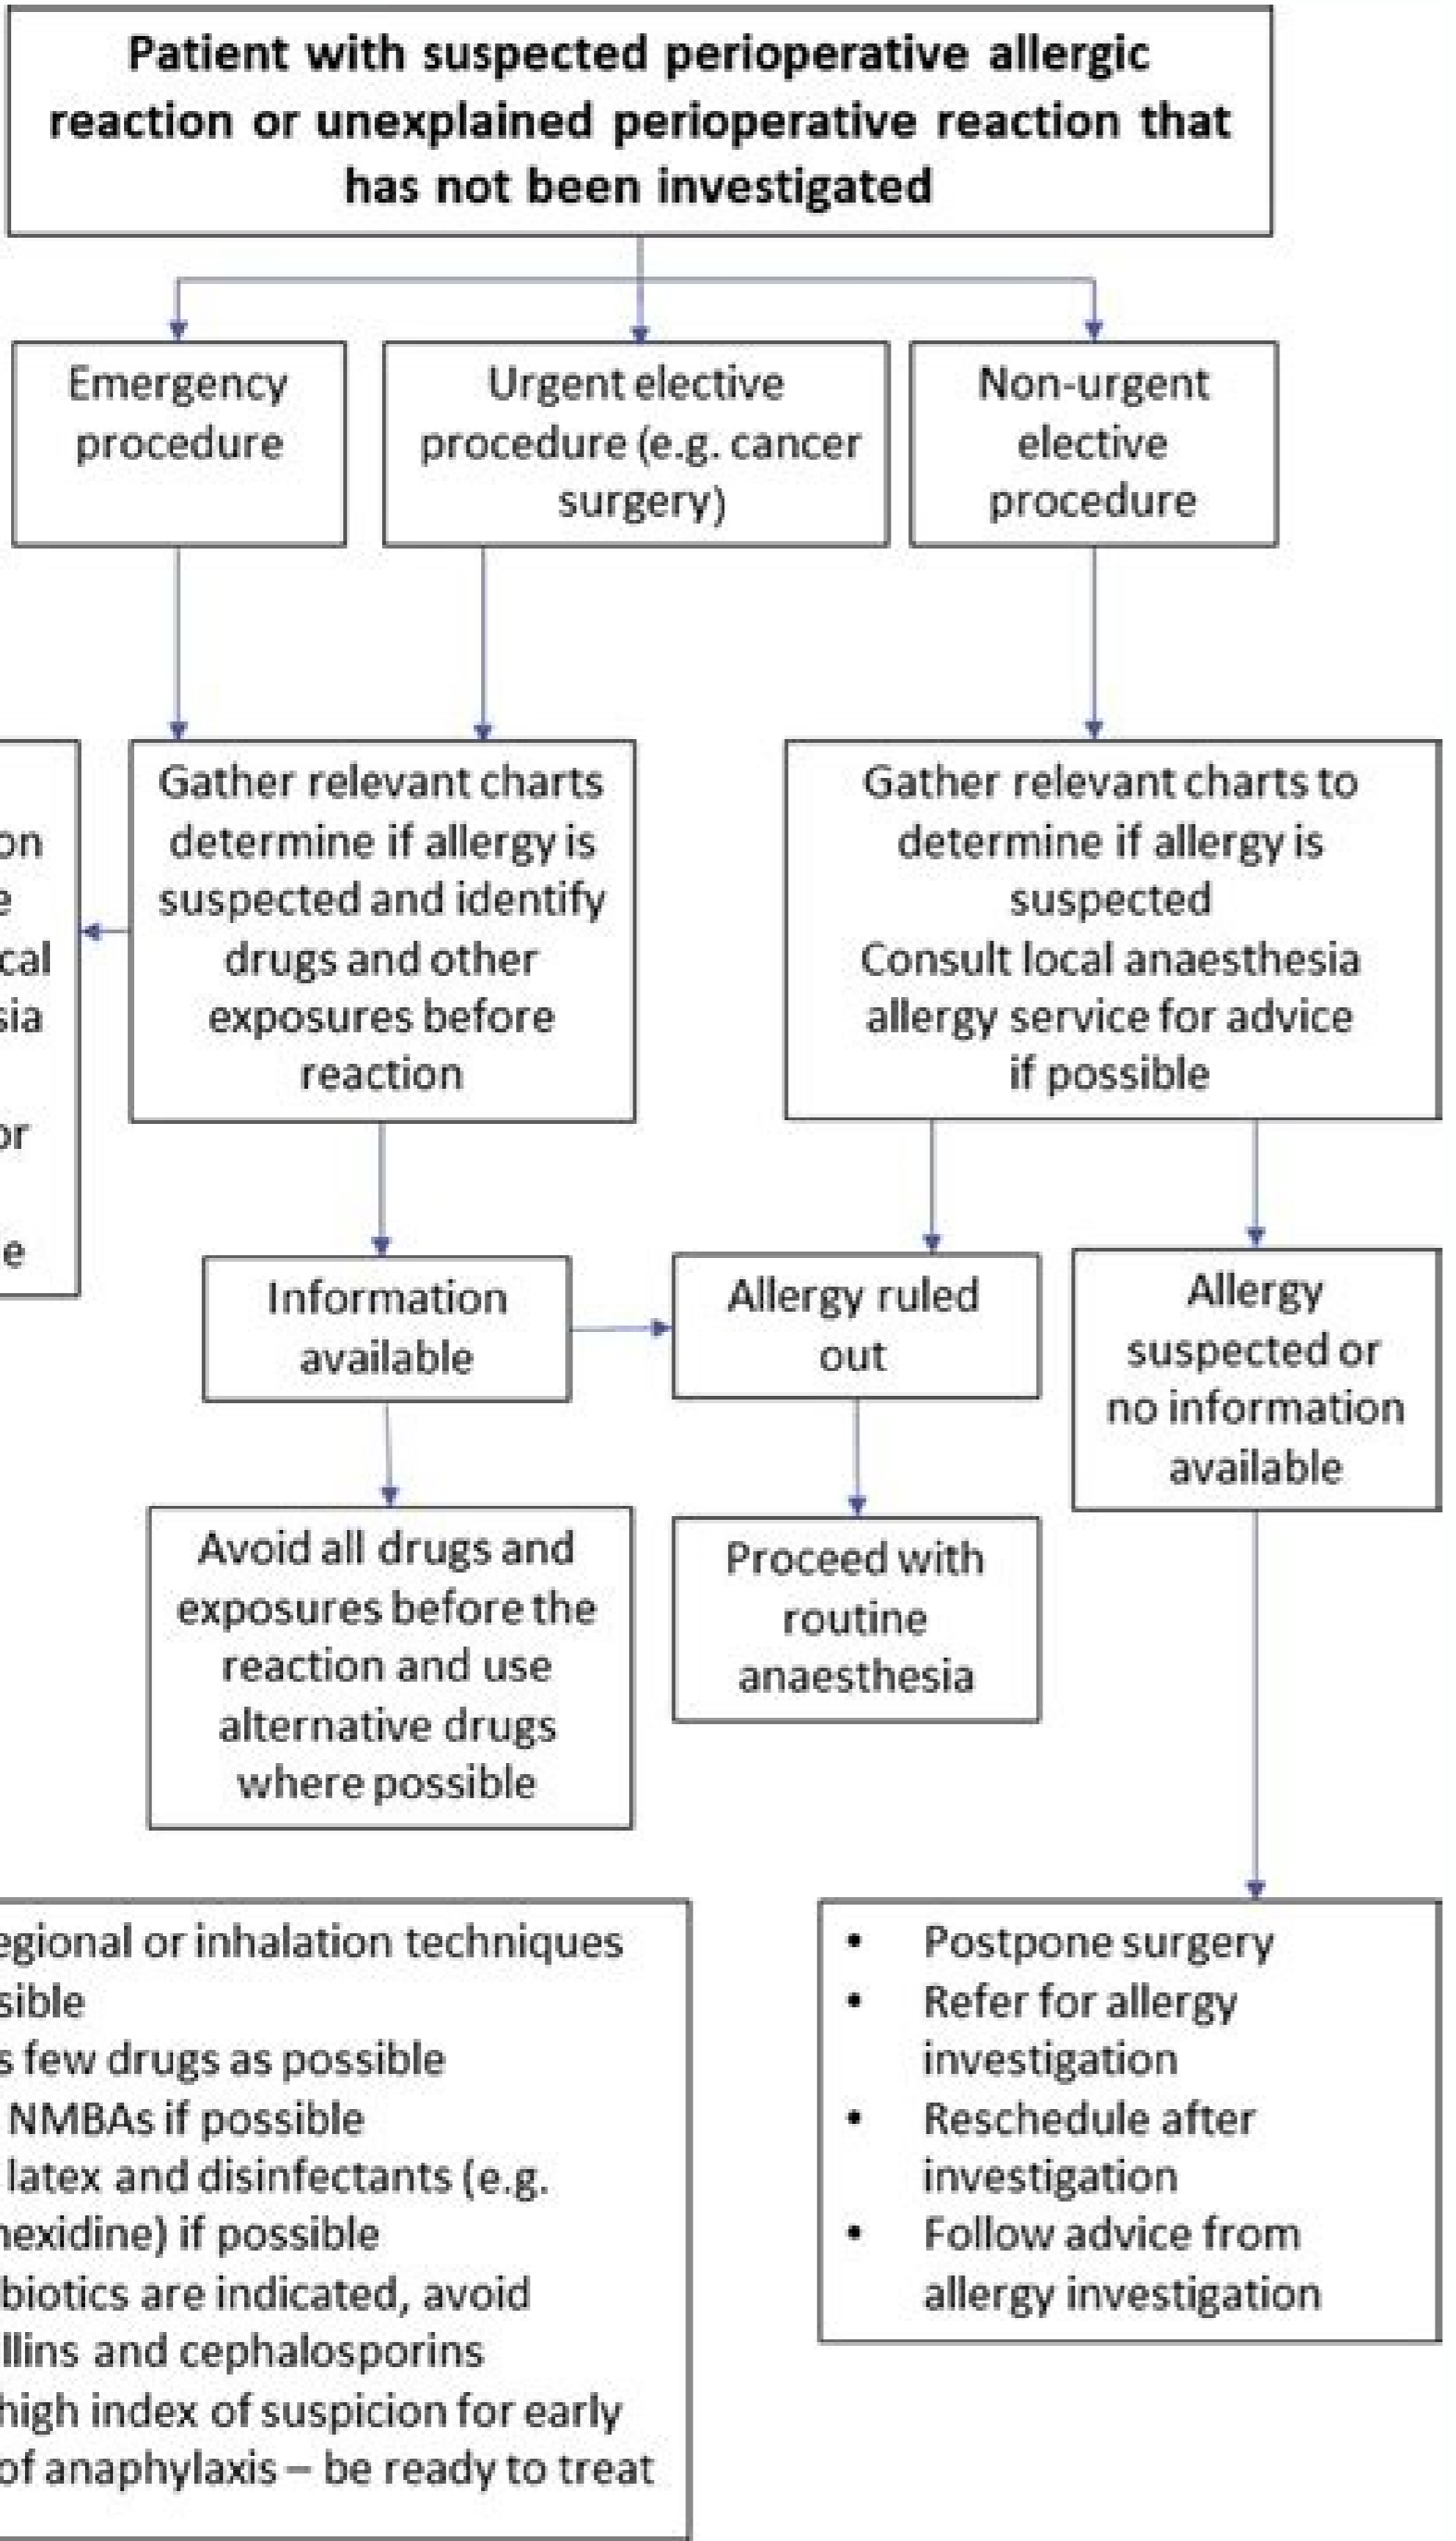 Patient with suspected perioperative allergic
reaction or unexplained perioperative reaction that
has not been investigated
Emergency
procedure
Urgent elective
procedure (e.g. cancer
surgery)
Non-urgent
elective
procedure
on
e
cal
sia
or
e
Gather relevant charts
determine if allergy is
suspected and identify
drugs and other
exposures before
reaction
Gather relevant charts to
determine if allergy is
suspected
Consult local anaesthesia
allergy service for advice
if possible
Information
available
Allergy ruled
out
Allergy
suspected or
no information
available
Avoid all drugs and
exposures before the
reaction and use
alternative drugs
where possible
Proceed with
routine
anaesthesia
egional or inhalation techniques
sible
s few drugs as possible
NMBAs if possible
latex and disinfectants (e.g.
hexidine) if possible
biotics are indicated, avoid
llins and cephalosporins
high index of suspicion for early
of anaphylaxis – be ready to treat
• Postpone surgery
• Refer for allergy
investigation
• Reschedule after
investigation
• Follow advice from
allergy investigation